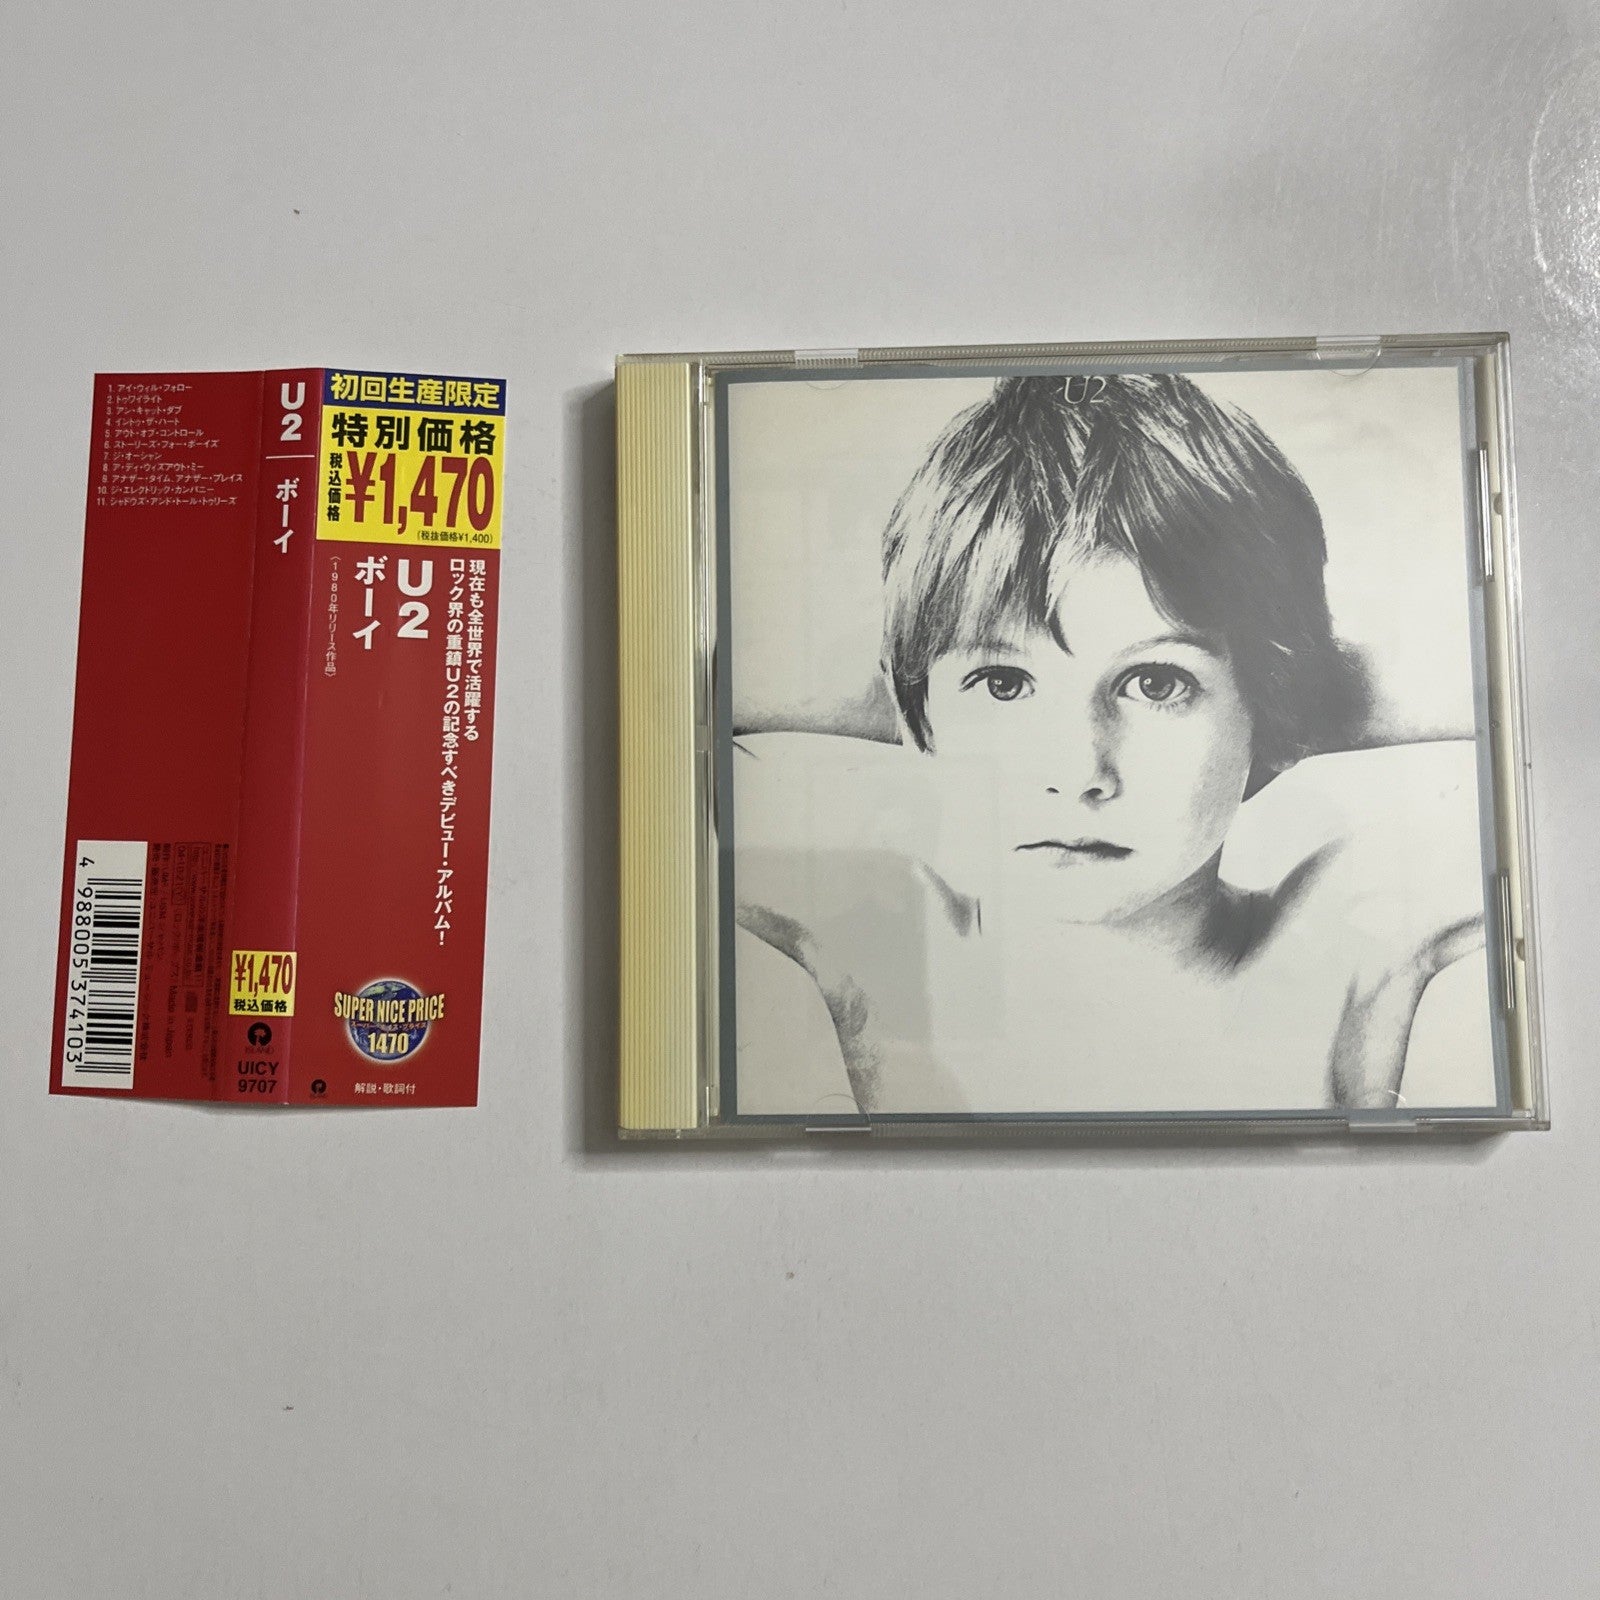 1. アイ・ウィル・フォロー
2. トゥワイライト
3. アン・キャット・ダブ
4. イントゥ・ザ・ハート
5. アウト・オブ・コントロール
6. ストーリーズ・フォー・ボーイズ
7. ジ・オーシャン
8. ア・デイ・ウィズアウト・ミー
9. アナザー・タイム、アナザー・プレイス
10. ジ・エレクトリック・カンパニー
11. シャドウズ・アンド・トール・トゥリーズ
4 988005 374103
Made in Japan
U2
ボーイ
¥1,470
税込価格
ISLAND
UICY
9707
初回生産限定
特別価格
税込価格
¥1,470
(税抜価格¥1,400)
現在も全世界で活躍する
ロック界の重鎮U2の記念すべきデビュー・アルバム!
U2
ボーイ
(1980年リリース作品)
SUPER NICE PRICE
スーパー・ナイス・プライス
1470
解説・歌詞付
U2